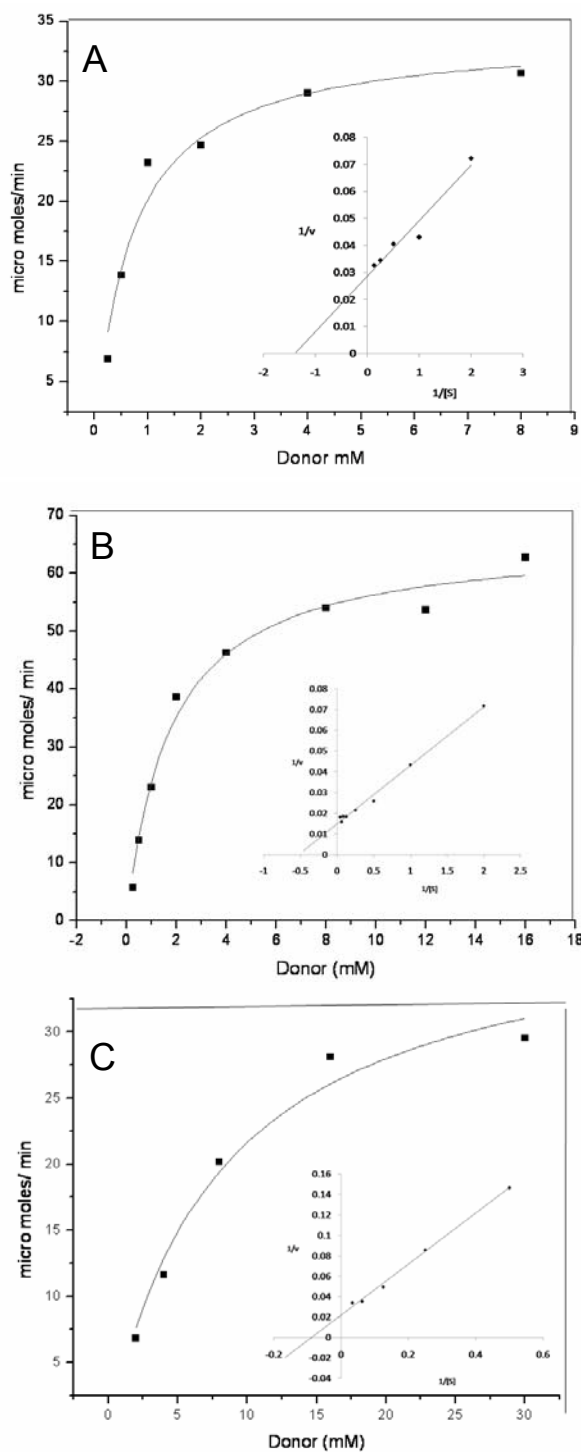 A
micro moles/min
35
30
25
20
15
10
5
0 1 2 3 4 5 6 7 8 9
Donor mM
1/v
0.08
0.07
0.06
0.05
0.04
0.03
0.02
0.01
0
-2 -1 0 1 2 3
1/[S]
B
micro moles/ min
70
60
50
40
30
20
10
0
-2 0 2 4 6 8 10 12 14 16 18
Donor (mM)
1/v
0.08
0.07
0.06
0.05
0.04
0.03
0.02
0.01
0
-1 -0.5 0 0.5 1 1.5 2 2.5
1/[S]
C
micro moles/ min
30
25
20
15
10
5
0 5 10 15 20 25 30
Donor (mM)
1/v
0.16
0.14
0.12
0.1
0.08
0.06
0.04
0.02
0.00
-0.02
-0.04
-0.2 0 0.2 0.4 0.6
1/[S]